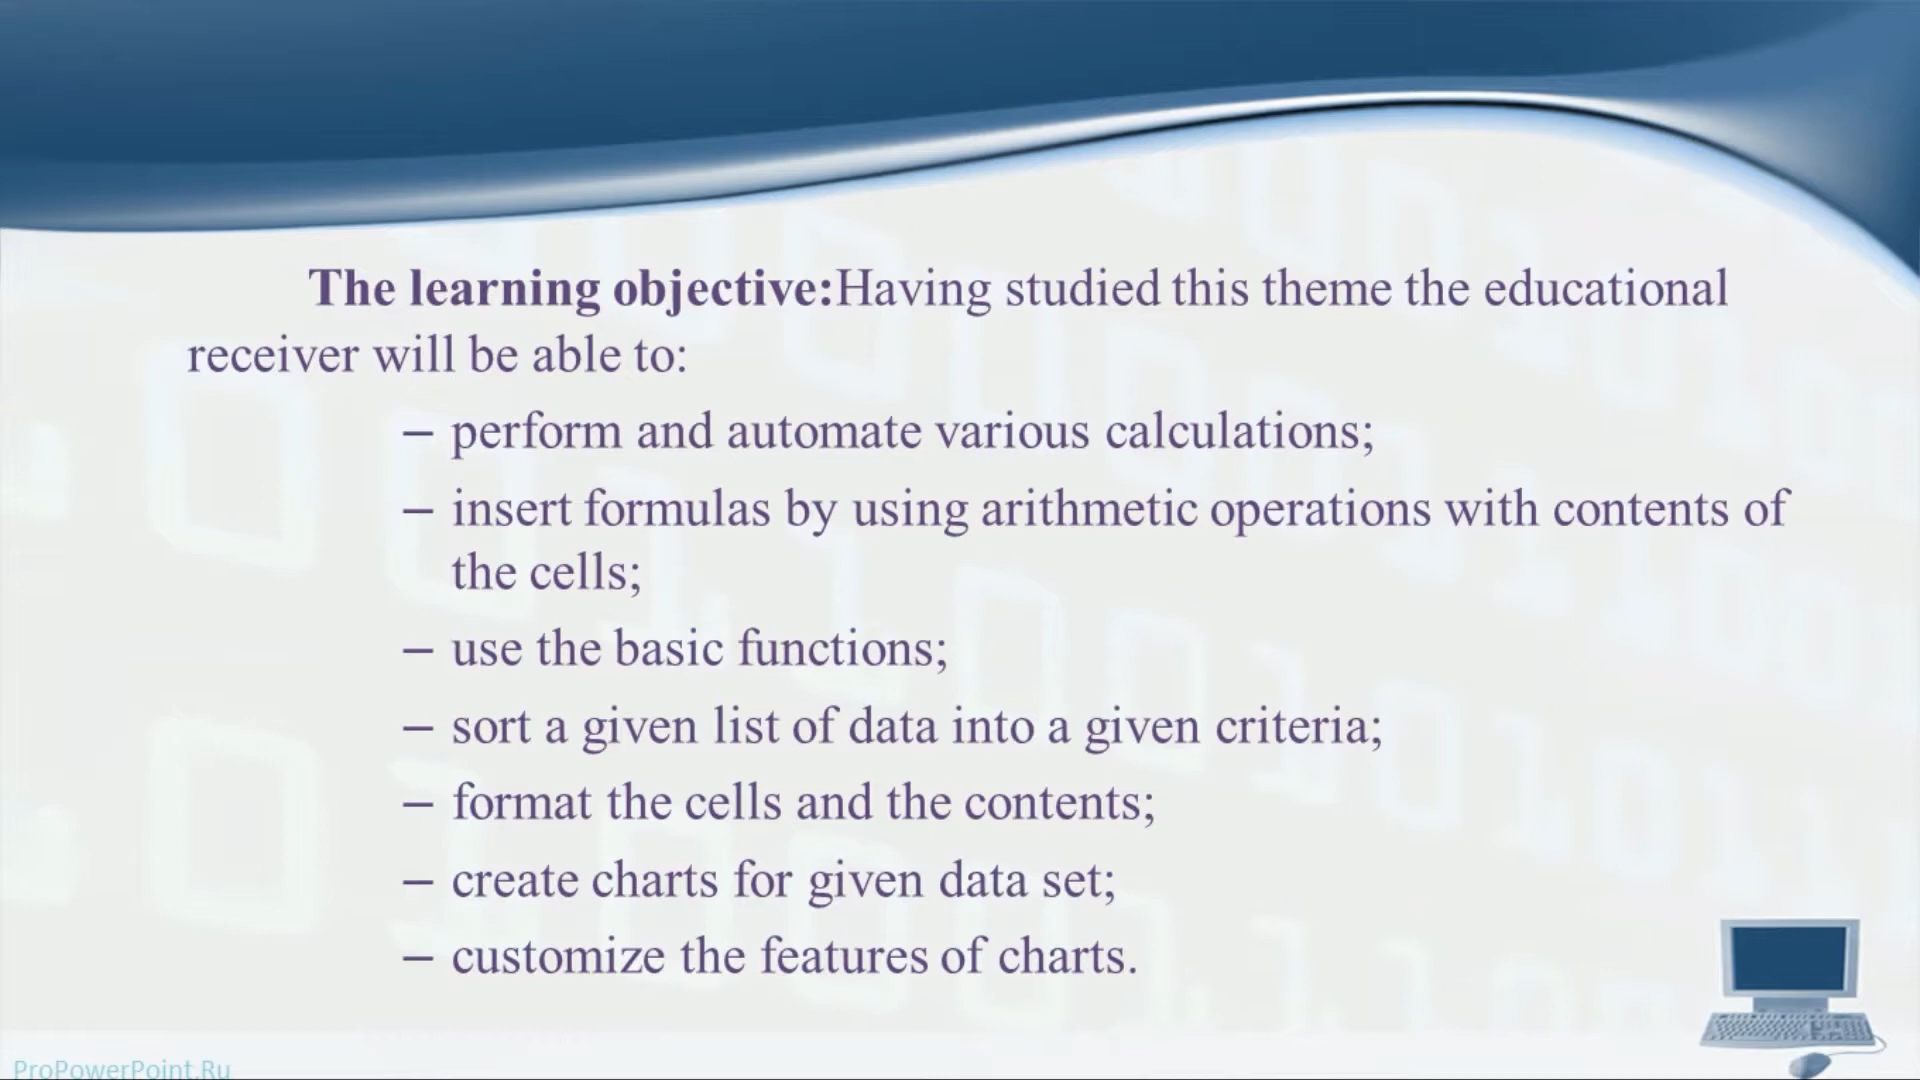 The learning objective:Having studied this theme the educational
receiver will be able to:
– perform and automate various calculations;
– insert formulas by using arithmetic operations with contents of
the cells;
– use the basic functions;
– sort a given list of data into a given criteria;
– format the cells and the contents;
– create charts for given data set;
– customize the features of charts.
ProPowerPoint.Ru